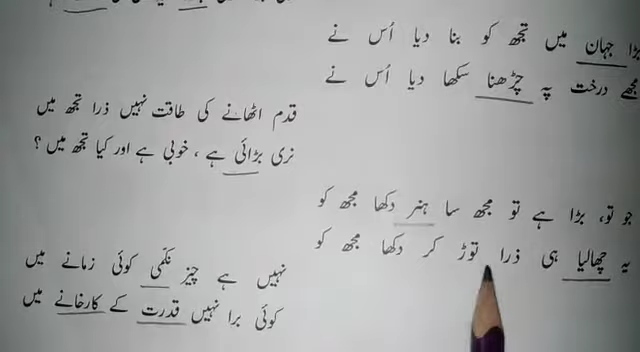 بڑا جہان میں تجھ کو بنا دیا اُس نے
مجھے درخت پہ چڑھنا سکھا دیا اُس نے
قدم اٹھانے کی طاقت نہیں ذرا تجھ میں
نری بڑائی ہے ، خوبی ہے اور کیا تجھ میں ؟
جو تُو، بڑا ہے تو مجھ سا ہنر دکھا مجھ کو
یہ چھالیا ہی ذرا توڑ کر دکھا مجھ کو
نہیں ہے چیز نکمّی کوئی زمانے میں
کوئی برا نہیں قدرت کے کارخانے میں